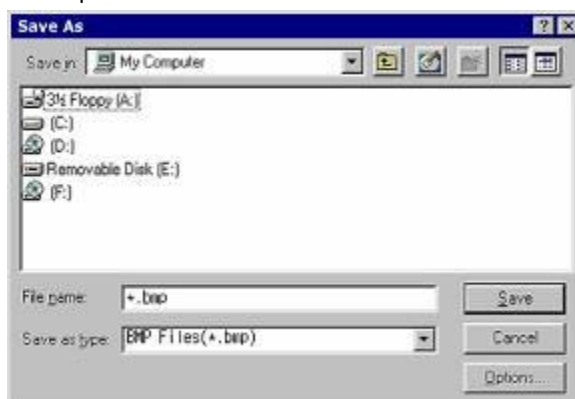 Save As
Save in: My Computer
3½ Floppy (A:)
(C:)
(D:)
Removable Disk (E:)
(F:)
File name: *.bmp Save
Save as type: BMP Files(*.bmp) Cancel
Options...